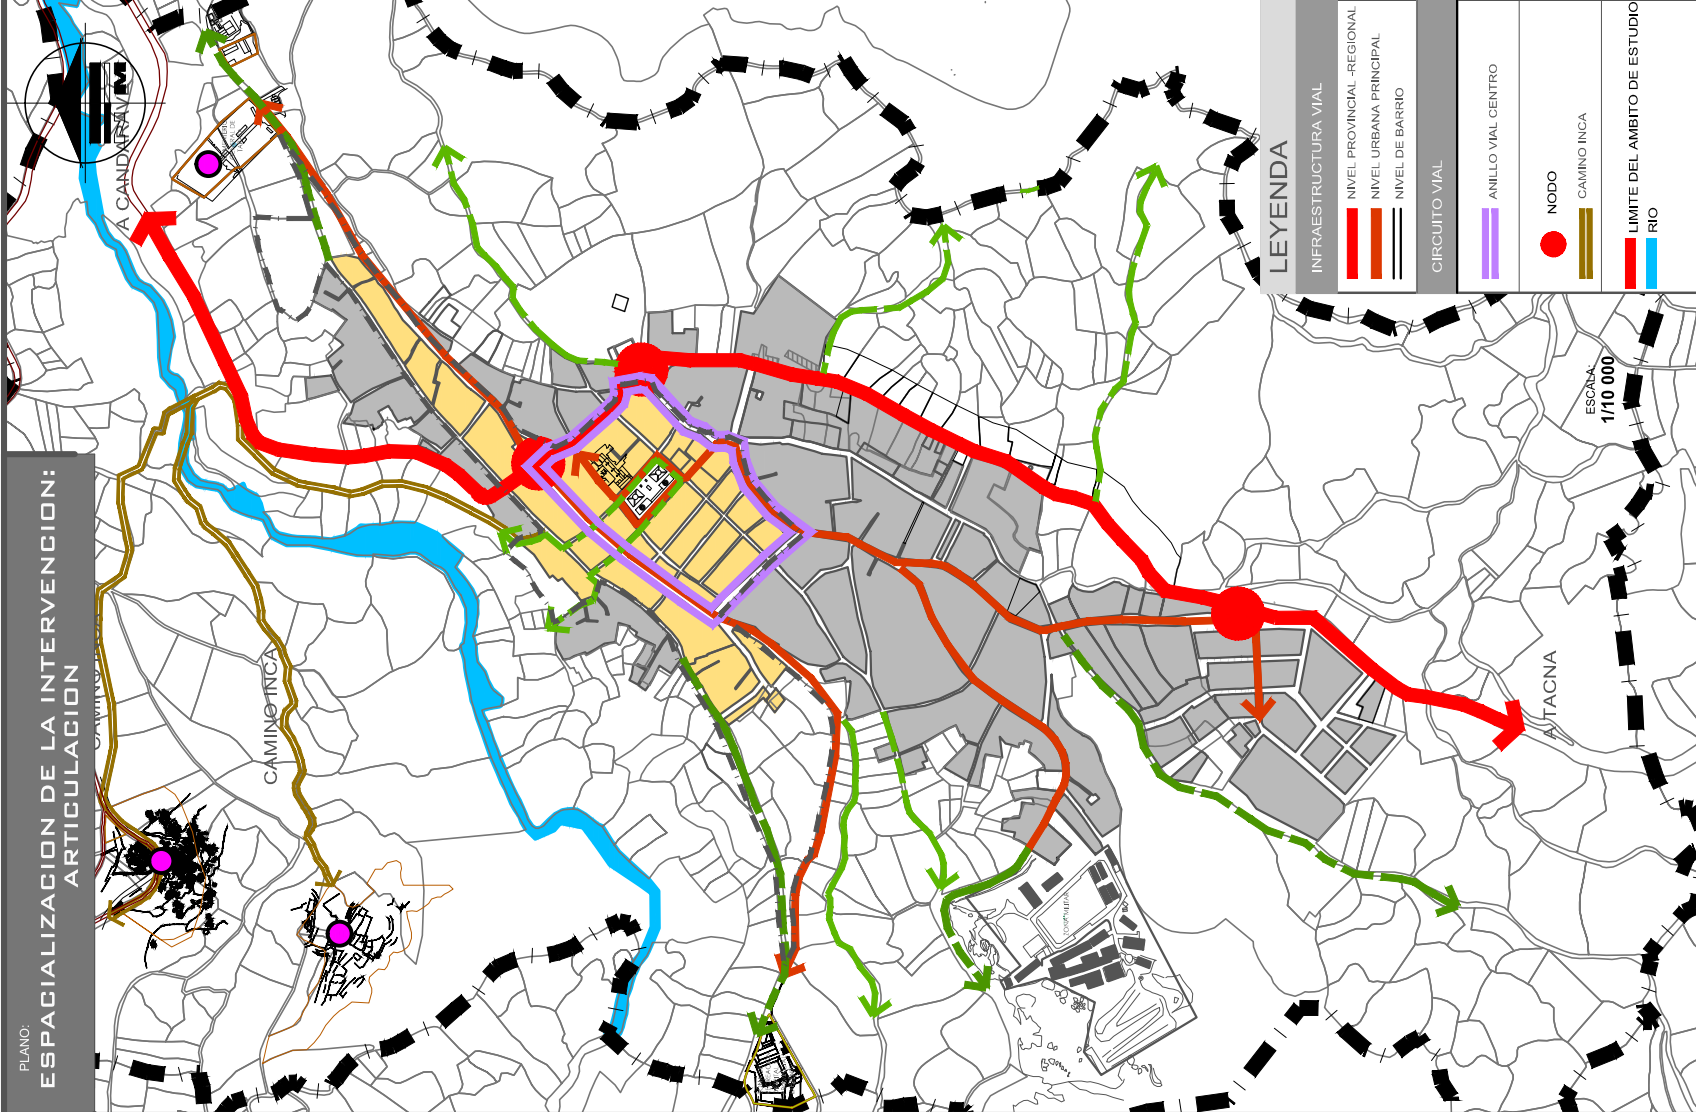 PLANO:
ESPACIALIZACION DE LA INTERVENCION:
ARTICULACION
A CANDARAVE
CAMINO INCA
A TACNA
ZONA MILITAR
ESCALA:
1/10 000
LEYENDA
INFRAESTRUCTURA VIAL
NIVEL PROVINCIAL -REGIONAL
NIVEL URBANA PRINCIPAL
NIVEL DE BARRIO
CIRCUITO VIAL
ANILLO VIAL CENTRO
NODO
CAMINO INCA
LIMITE DEL AMBITO DE ESTUDIO
RIO